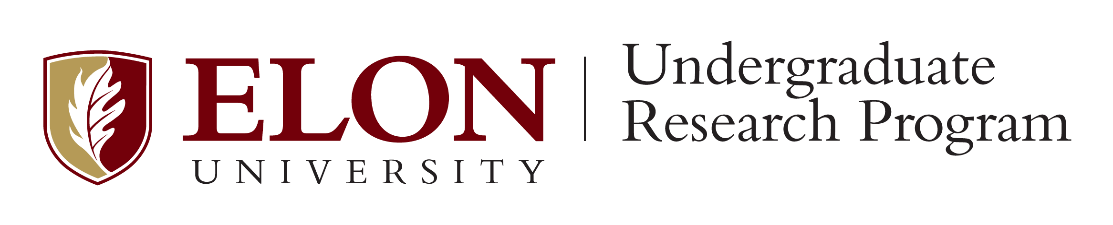 ELON
UNIVERSITY
Undergraduate
Research Program